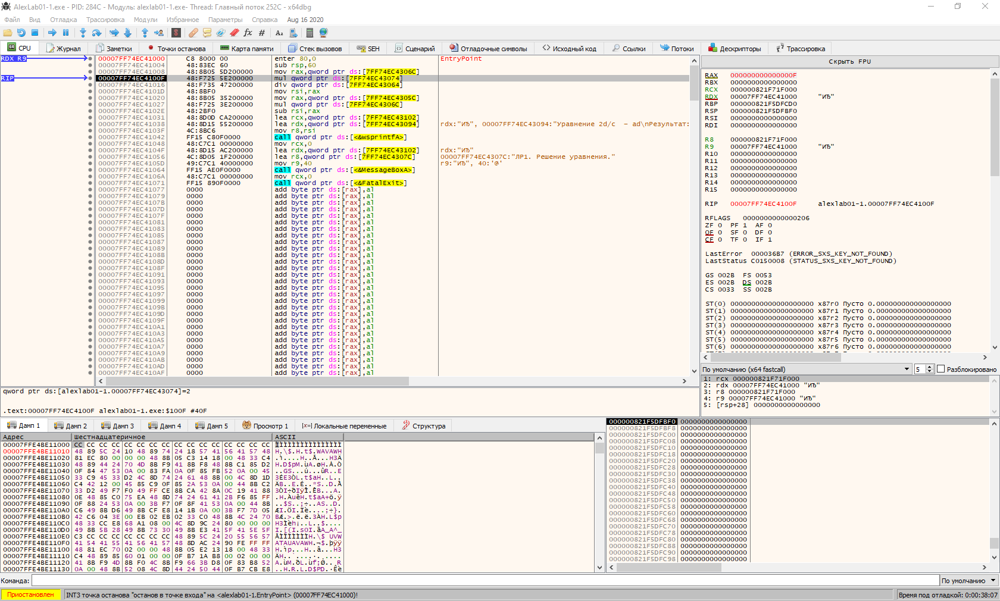 AlexLab01-1.exe - PID: 284C - Модуль: alexlab01-1.exe- Thread: Главный поток 252C - x64dbg
Файл Вид Отладка Трассировка Модули Избранное Параметры Справка Aug 16 2020
CPU Журнал Заметки Точки останова Карта памяти Стек вызовов SEH Сценарий Отладочные символы Исходный код Ссылки Потоки Дескрипторы Трассировка
RDX R9
RIP
00007FF74EC41000 C8 8000 00 enter 80,0 EntryPoint
00007FF74EC41004 48:83EC 60 sub rsp,60
00007FF74EC41008 48:8B05 5D200000 mov rax,qword ptr ds:[7FF74EC4306C]
00007FF74EC4100F 48:F725 5E200000 mul qword ptr ds:[7FF74EC43074]
00007FF74EC41016 48:F735 47200000 div qword ptr ds:[7FF74EC43064]
00007FF74EC4101D 48:8BF0 mov rsi,rax
00007FF74EC41020 48:8B05 35200000 mov rax,qword ptr ds:[7FF74EC4305C]
00007FF74EC41027 48:F725 3E200000 mul qword ptr ds:[7FF74EC4306C]
00007FF74EC4102E 48:2BF0 sub rsi,rax
00007FF74EC41031 48:8D0D CA200000 lea rcx,qword ptr ds:[7FF74EC43102]
00007FF74EC41038 48:8D15 55200000 lea rdx,qword ptr ds:[7FF74EC43094] rdx:"ИЂ", 00007FF74EC43094:"Уравнение 2d/c – ad\nРезультат:
00007FF74EC4103F 4C:8BC6 mov r8,rsi
00007FF74EC41042 FF15 C80F0000 call qword ptr ds:[<&wsprintfA>]
00007FF74EC41048 48:C7C1 00000000 mov rcx,0
00007FF74EC4104F 48:8D15 AC200000 lea rdx,qword ptr ds:[7FF74EC43102] rdx:"ИЂ"
00007FF74EC41056 4C:8D05 1F200000 lea r8,qword ptr ds:[7FF74EC4307C] 00007FF74EC4307C:"ЛР1. Решение уравнения."
00007FF74EC4105D 49:C7C1 40000000 mov r9,40 r9:"ИЂ", 40:'@'
00007FF74EC41064 FF15 AE0F0000 call qword ptr ds:[<&MessageBoxA>]
00007FF74EC4106A 48:C7C1 00000000 mov rcx,0
00007FF74EC41071 FF15 890F0000 call qword ptr ds:[<&FatalExit>]
00007FF74EC41077 0000 add byte ptr ds:[rax],al
00007FF74EC41079 0000 add byte ptr ds:[rax],al
00007FF74EC4107B 0000 add byte ptr ds:[rax],al
00007FF74EC4107D 0000 add byte ptr ds:[rax],al
00007FF74EC4107F 0000 add byte ptr ds:[rax],al
00007FF74EC41081 0000 add byte ptr ds:[rax],al
00007FF74EC41083 0000 add byte ptr ds:[rax],al
00007FF74EC41085 0000 add byte ptr ds:[rax],al
00007FF74EC41087 0000 add byte ptr ds:[rax],al
00007FF74EC41089 0000 add byte ptr ds:[rax],al
00007FF74EC4108B 0000 add byte ptr ds:[rax],al
00007FF74EC4108D 0000 add byte ptr ds:[rax],al
00007FF74EC4108F 0000 add byte ptr ds:[rax],al
00007FF74EC41091 0000 add byte ptr ds:[rax],al
00007FF74EC41093 0000 add byte ptr ds:[rax],al
00007FF74EC41095 0000 add byte ptr ds:[rax],al
00007FF74EC41097 0000 add byte ptr ds:[rax],al
00007FF74EC41099 0000 add byte ptr ds:[rax],al
00007FF74EC4109B 0000 add byte ptr ds:[rax],al
00007FF74EC4109D 0000 add byte ptr ds:[rax],al
00007FF74EC4109F 0000 add byte ptr ds:[rax],al
00007FF74EC410A1 0000 add byte ptr ds:[rax],al
00007FF74EC410A3 0000 add byte ptr ds:[rax],al
00007FF74EC410A5 0000 add byte ptr ds:[rax],al
00007FF74EC410A7 0000 add byte ptr ds:[rax],al
00007FF74EC410A9 0000 add byte ptr ds:[rax],al
00007FF74EC410AB 0000 add byte ptr ds:[rax],al
00007FF74EC410AD 0000 add byte ptr ds:[rax],al
00007FF74EC410AF 0000 add byte ptr ds:[rax],al
qword ptr ds:[alexlab01-1.00007FF74EC43074]=2
.text:00007FF74EC4100F alexlab01-1.exe:$100F #40F
Скрыть FPU
RAX 000000000000000F
RBX 0000000000000000
RCX 000000821F71F000
RDX 00007FF74EC41000 "ИЂ"
RBP 000000821F5DFCD0
RSP 000000821F5DFBF0
RSI 0000000000000000
RDI 0000000000000000
R8 000000821F71F000
R9 00007FF74EC41000 "ИЂ"
R10 0000000000000000
R11 0000000000000000
R12 0000000000000000
R13 0000000000000000
R14 0000000000000000
R15 0000000000000000
RIP 00007FF74EC4100F alexlab01-1.00007FF74EC4100F
RFLAGS 0000000000000206
ZF 0 PF 1 AF 0
OF 0 SF 0 DF 0
CF 0 TF 0 IF 1
LastError 000036B7 (ERROR_SXS_KEY_NOT_FOUND)
LastStatus C0150008 (STATUS_SXS_KEY_NOT_FOUND)
GS 002B FS 0053
ES 002B DS 002B
CS 0033 SS 002B
ST(0) 00000000000000000000 x87r0 Пусто 0.000000000000000000
ST(1) 00000000000000000000 x87r1 Пусто 0.000000000000000000
ST(2) 00000000000000000000 x87r2 Пусто 0.000000000000000000
ST(3) 00000000000000000000 x87r3 Пусто 0.000000000000000000
ST(4) 00000000000000000000 x87r4 Пусто 0.000000000000000000
ST(5) 00000000000000000000 x87r5 Пусто 0.000000000000000000
ST(6) 00000000000000000000 x87r6 Пусто 0.000000000000000000
По умолчанию (x64 fastcall) 5 Разблокировано
1: rcx 000000821F71F000
2: rdx 00007FF74EC41000 "ИЂ"
3: r8 000000821F71F000
4: r9 00007FF74EC41000 "ИЂ"
5: [rsp+28] 0000000000000000
Дамп 1 Дамп 2 Дамп 3 Дамп 4 Дамп 5 Просмотр 1 Локальные переменные Структура
Адрес Шестнадцатеричное ASCII
00007FFE4BE11000 CC CC CC CC CC CC CC CC CC CC CC CC CC CC CC CC ÌÌÌÌÌÌÌÌÌÌÌÌÌÌÌÌ
00007FFE4BE11010 48 89 5C 24 10 48 89 74 24 18 57 41 56 41 57 48 H.\$.H.t$.WAVAWH
00007FFE4BE11020 81 EC 80 00 00 00 48 8B 05 C3 14 18 00 48 33 C4
00007FFE4BE11030 48 89 44 24 70 4D 8B F9 41 8B F8 48 8B C1 85 D2
00007FFE4BE11040 0F 84 47 53 0A 00 83 FA 0A 0F 85 FB 52 0A 00 45
00007FFE4BE11050 33 C9 45 33 D2 4C 8D 74 24 61 48 8B 00 4C 8D 1D
00007FFE4BE11060 C4 42 12 00 45 85 C9 0F 85 2A 53 0A 00 44 8B C2
00007FFE4BE11070 33 D2 49 F7 F0 49 FF CE 8B CA 42 8A 0C 19 41 88
00007FFE4BE11080 0E 48 85 C0 75 EA 48 8D 74 24 61 41 2B F6 85 FF
00007FFE4BE11090 0F 88 24 53 0A 00 3B F7 0F 8F 41 53 0A 00 44 8B
00007FFE4BE110A0 C6 49 8B D6 49 8B CF E8 14 1B 0A 00 3B F7 7D 05
00007FFE4BE110B0 42 C6 04 3E 00 EB 02 EB 02 33 C0 48 8B 4C 24 70
00007FFE4BE110C0 48 33 CC E8 68 A1 08 00 4C 8D 9C 24 80 00 00 00
00007FFE4BE110D0 49 8B 5B 28 49 8B 73 30 49 8B E3 41 5F 41 5E 5F
00007FFE4BE110E0 C3 CC CC CC CC CC CC CC 48 89 5C 24 20 55 56 57
00007FFE4BE110F0 41 54 41 55 41 56 41 57 48 8D AC 24 90 FE FF FF
00007FFE4BE11100 48 81 EC 70 02 00 00 48 8B 05 E2 13 18 00 48 33
00007FFE4BE11110 C4 48 89 85 60 01 00 00 0F B7 1A B8 00 02 00 00
00007FFE4BE11120 41 8B F9 4D 8B F0 4C 8B F9 66 3B D8 0F 83 B8 52
00007FFE4BE11130 0A 00 48 8B 52 08 4C 8D 44 24 50 44 0F B7 CB E8
000000821F5DFBF0 0000000000000000
000000821F5DFBF8 0000000000000000
000000821F5DFC00 0000000000000000
000000821F5DFC08 0000000000000000
000000821F5DFC10 0000000000000000
000000821F5DFC18 0000000000000000
000000821F5DFC20 0000000000000000
000000821F5DFC28 0000000000000000
000000821F5DFC30 0000000000000000
000000821F5DFC38 0000000000000000
000000821F5DFC40 0000000000000000
000000821F5DFC48 0000000000000000
000000821F5DFC50 0000000000000000
000000821F5DFC58 0000000000000000
000000821F5DFC60 0000000000000000
000000821F5DFC68 0000000000000000
000000821F5DFC70 0000000000000000
000000821F5DFC78 0000000000000000
000000821F5DFC80 0000000000000000
000000821F5DFC88 0000000000000000
000000821F5DFC90 0000000000000000
000000821F5DFC98 0000000000000000
Команда: По умолчанию
Приостановлен INT3 точка останова "останов в точке входа" на <alexlab01-1.EntryPoint> (00007FF74EC41000)! Время под отладкой: 0:00:38:07